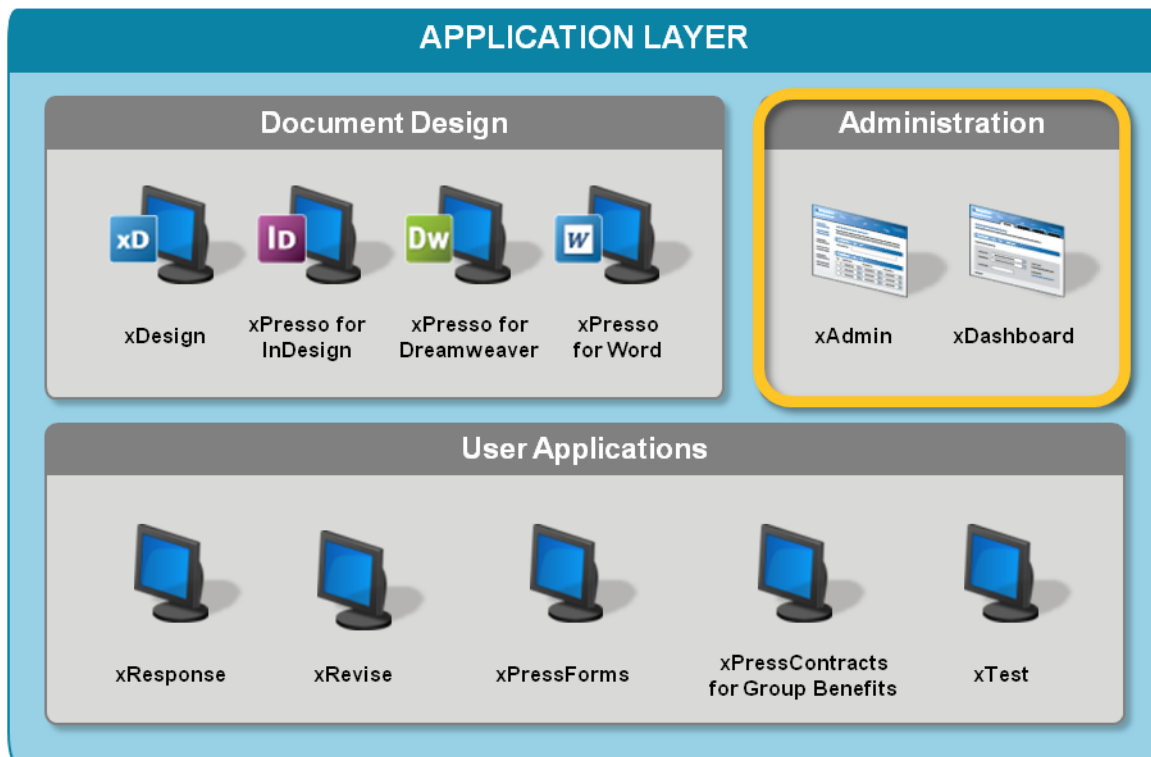 APPLICATION LAYER
Document Design
xD
ID
Dw
W
xDesign
xPresso for
InDesign
xPresso for
Dreamweaver
xPresso
for Word
Administration
xAdmin
xDashboard
User Applications
xResponse
xRevise
xPressForms
xPressContracts
for Group Benefits
xTest